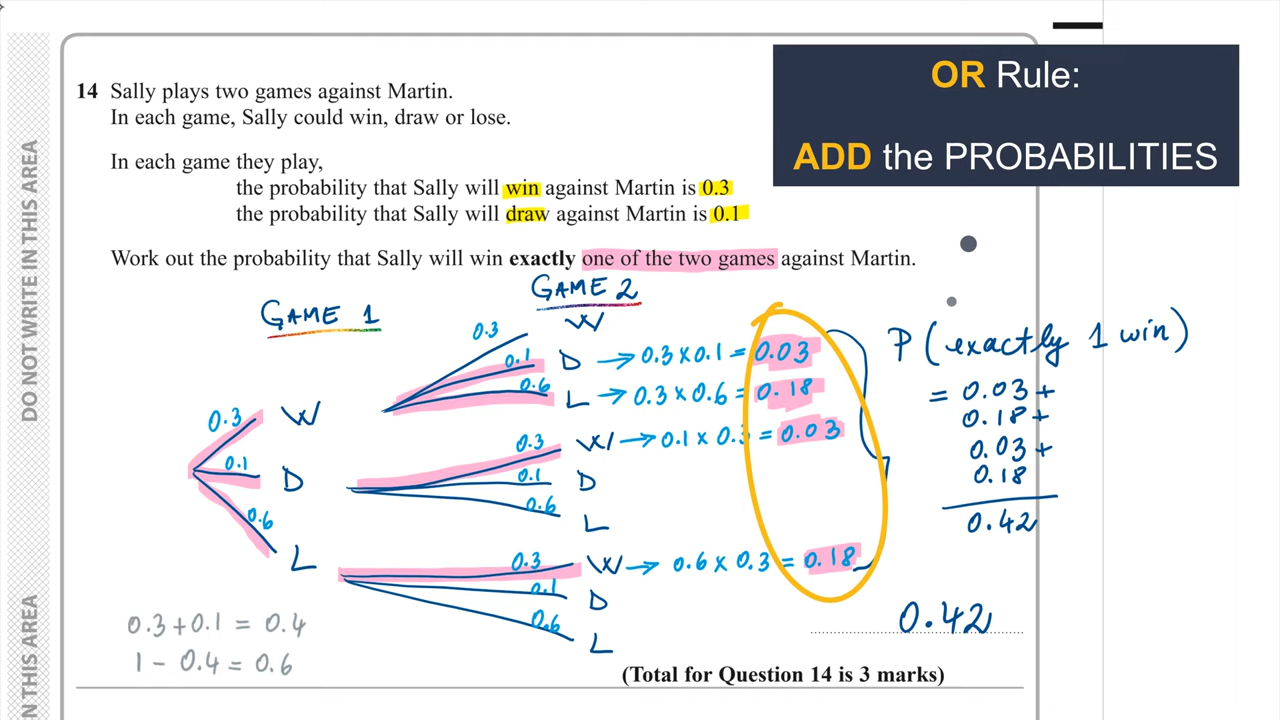 OR Rule:
ADD the PROBABILITIES
DO NOT WRITE IN THIS AREA
N THIS AREA
14 Sally plays two games against Martin.
In each game, Sally could win, draw or lose.
In each game they play,
the probability that Sally will win against Martin is 0.3
the probability that Sally will draw against Martin is 0.1
Work out the probability that Sally will win exactly one of the two games against Martin.
GAME 1
GAME 2
0.3 W
0.1 D
0.6 L
0.3 W
0.1 D → 0.3 × 0.1 = 0.03
0.6 L → 0.3 × 0.6 = 0.18
0.3 W → 0.1 × 0.3 = 0.03
0.1 D
0.6 L
0.3 W → 0.6 × 0.3 = 0.18
0.1 D
0.6 L
P (exactly 1 win)
= 0.03 +
0.18 +
0.03 +
0.18
0.42
0.3 + 0.1 = 0.4
1 - 0.4 = 0.6
0.42
(Total for Question 14 is 3 marks)